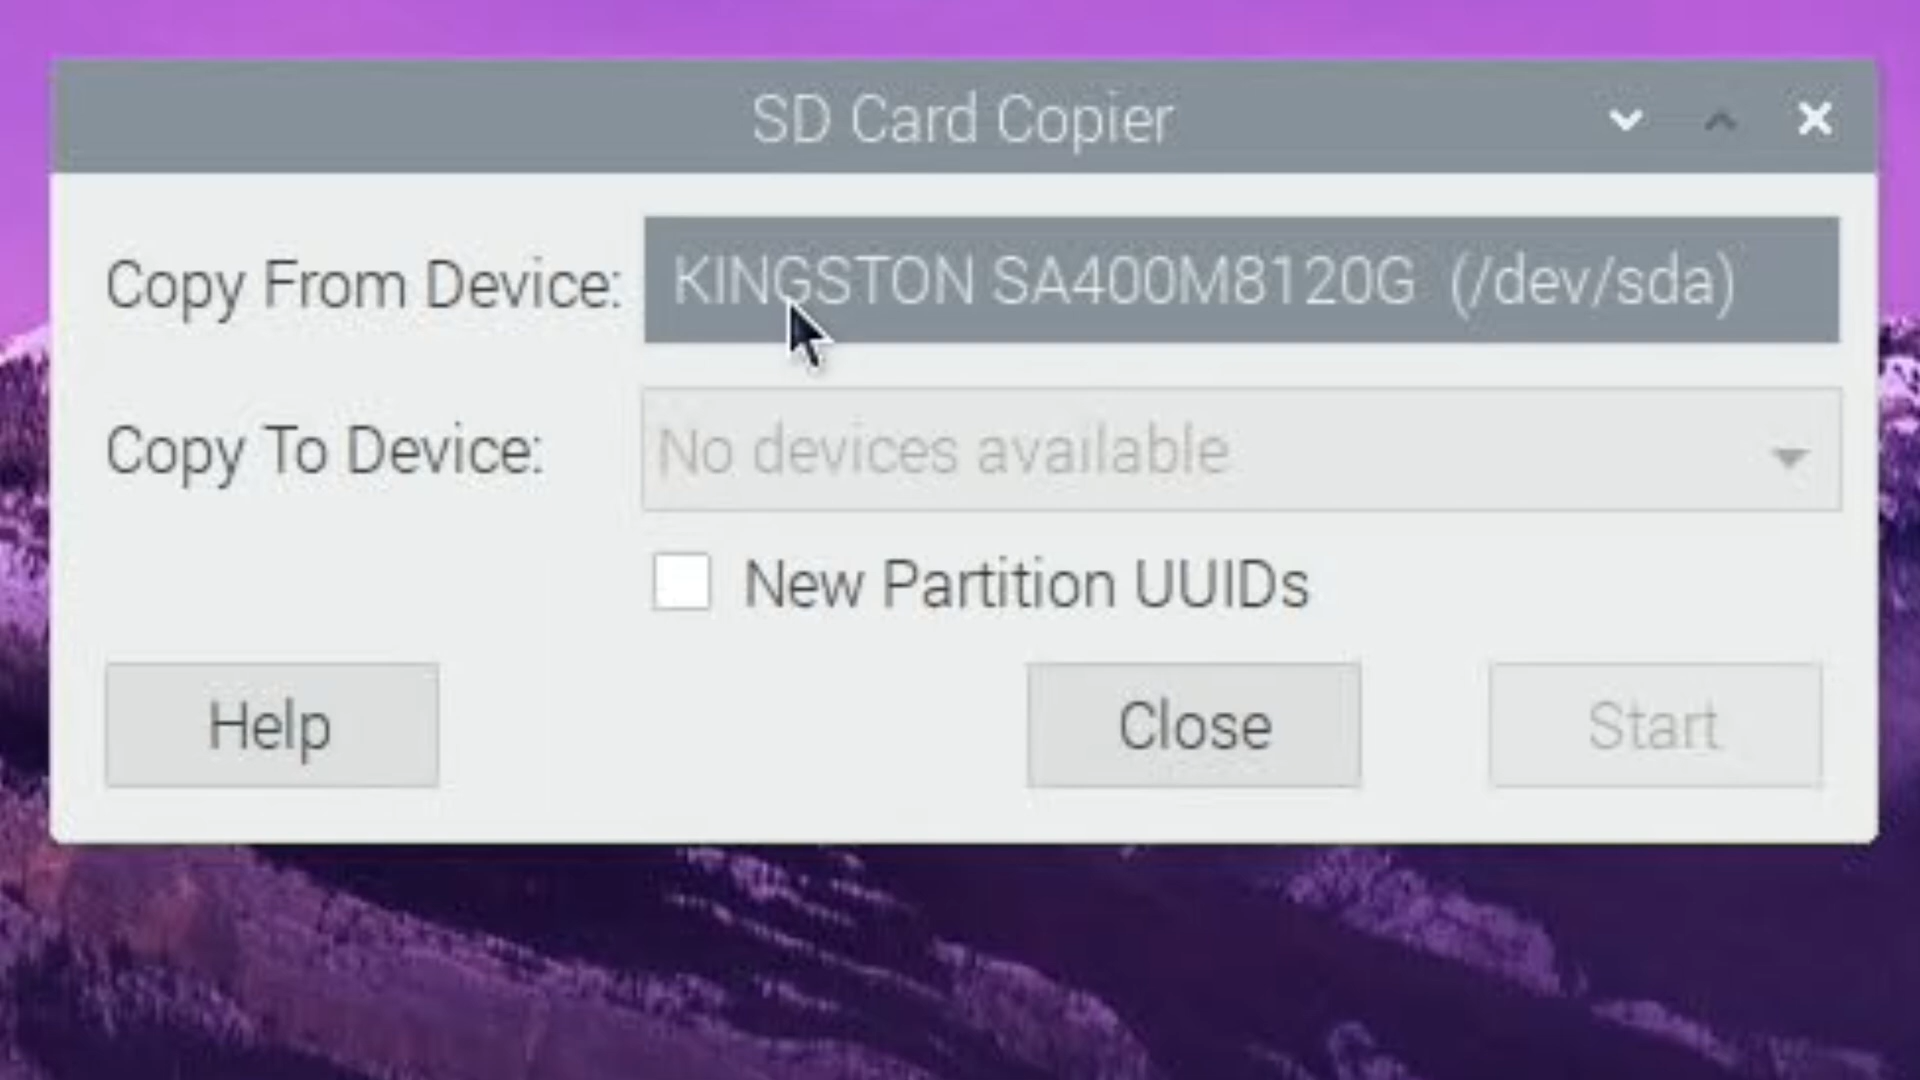 SD Card Copier
Copy From Device: KINGSTON SA400M8120G (/dev/sda)
Copy To Device: No devices available
New Partition UUIDs
Help Close Start